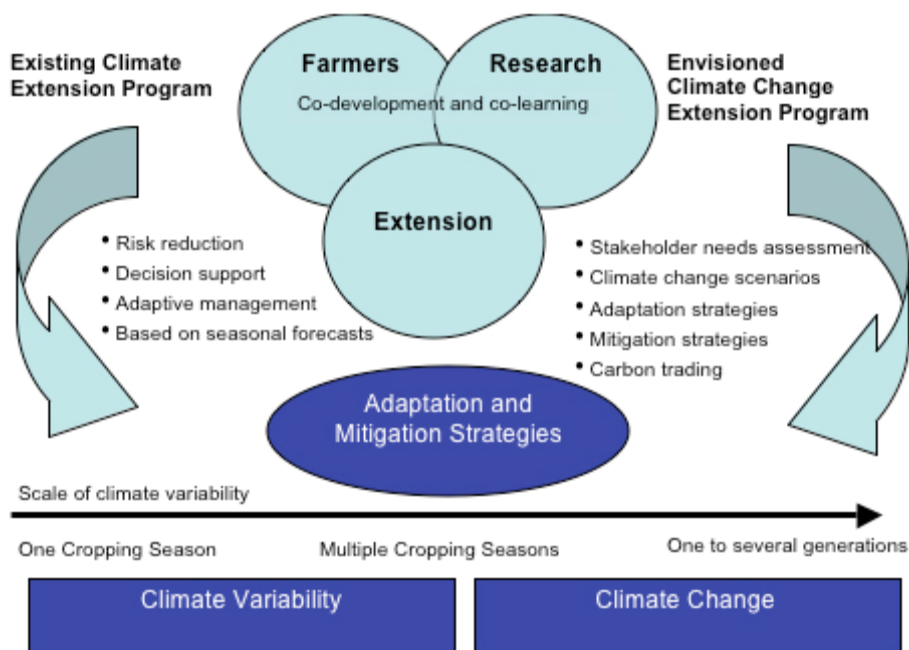 Existing Climate
Extension Program
Farmers
Research
Co-development and co-learning
Envisioned
Climate Change
Extension Program
Extension
• Risk reduction
• Decision support
• Adaptive management
• Based on seasonal forecasts
• Stakeholder needs assessment
• Climate change scenarios
• Adaptation strategies
• Mitigation strategies
• Carbon trading
Adaptation and
Mitigation Strategies
Scale of climate variability
One Cropping Season
Multiple Cropping Seasons
One to several generations
Climate Variability
Climate Change